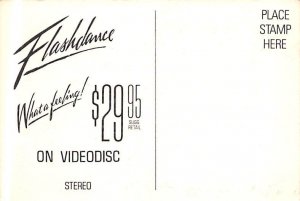 Flashdance
What a feeling!
$29.95
SUGG
RETAIL
ON VIDEODISC
STEREO
PLACE
STAMP
HERE